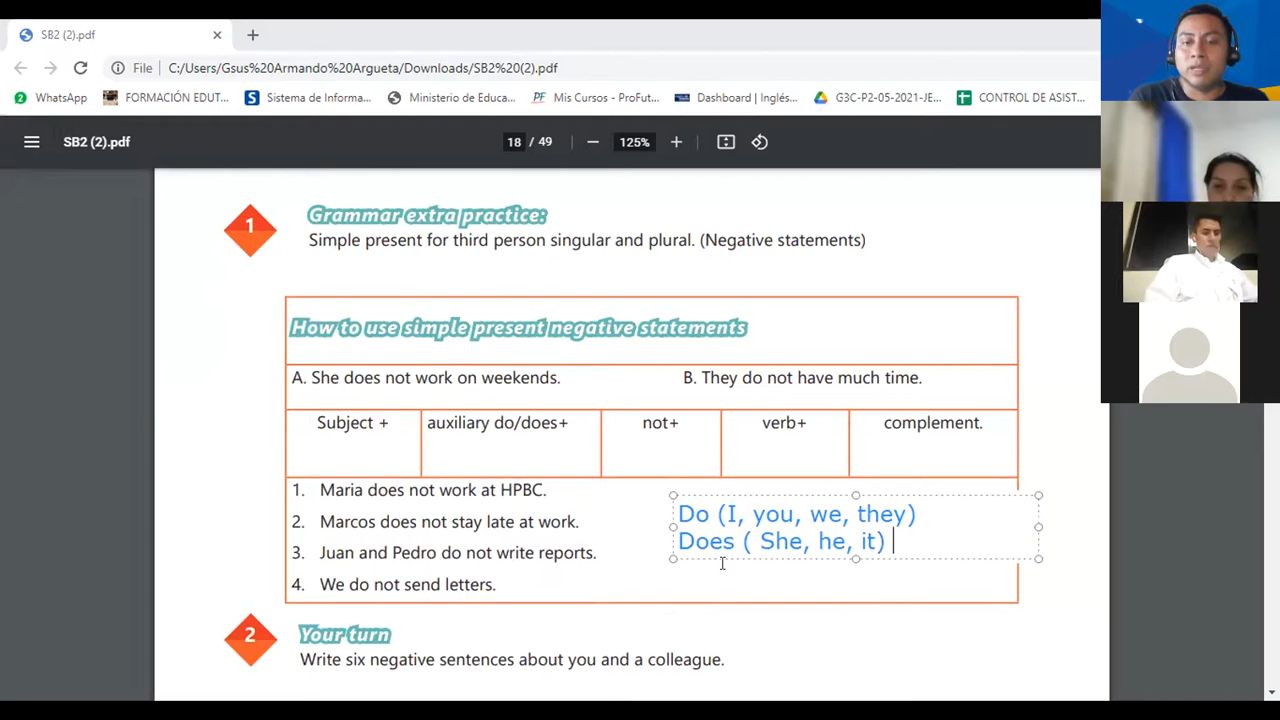 SB2 (2).pdf
File C:/Users/Gsus%20Armando%20Argueta/Downloads/SB2%20(2).pdf
WhatsApp FORMACIÓN EDUT... Sistema de Informa... Ministerio de Educa... Mis Cursos – ProFut... Dashboard | Inglés... G3C-P2-05-2021-JE... CONTROL DE ASIST...
SB2 (2).pdf 18 / 49 125%
1 Grammar extra practice:
Simple present for third person singular and plural. (Negative statements)
How to use simple present negative statements
A. She does not work on weekends. B. They do not have much time.
Subject + auxiliary do/does+ not+ verb+ complement.
1. Maria does not work at HPBC.
2. Marcos does not stay late at work.
3. Juan and Pedro do not write reports.
4. We do not send letters.
Do (I, you, we, they)
Does ( She, he, it)
2 Your turn
Write six negative sentences about you and a colleague.